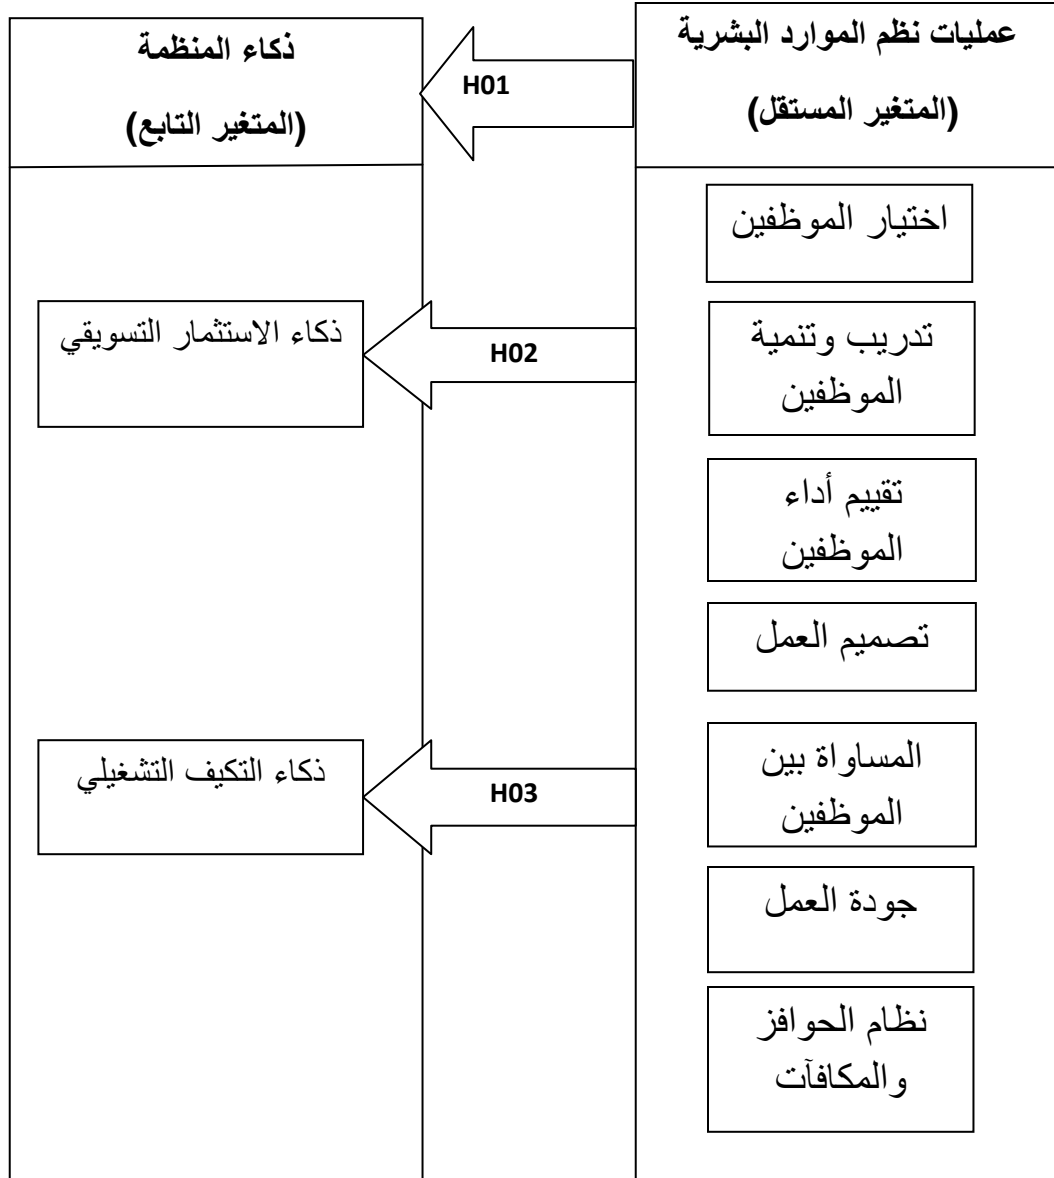 عمليات نظم الموارد البشرية
(المتغير المستقل)
H01
ذكاء المنظمة
(المتغير التابع)
اختيار الموظفين
تدريب وتنمية
الموظفين
H02
ذكاء الاستثمار التسويقي
تقييم أداء
الموظفين
تصميم العمل
المساواة بين
الموظفين
H03
ذكاء التكيف التشغيلي
جودة العمل
نظام الحوافز
والمكافآت